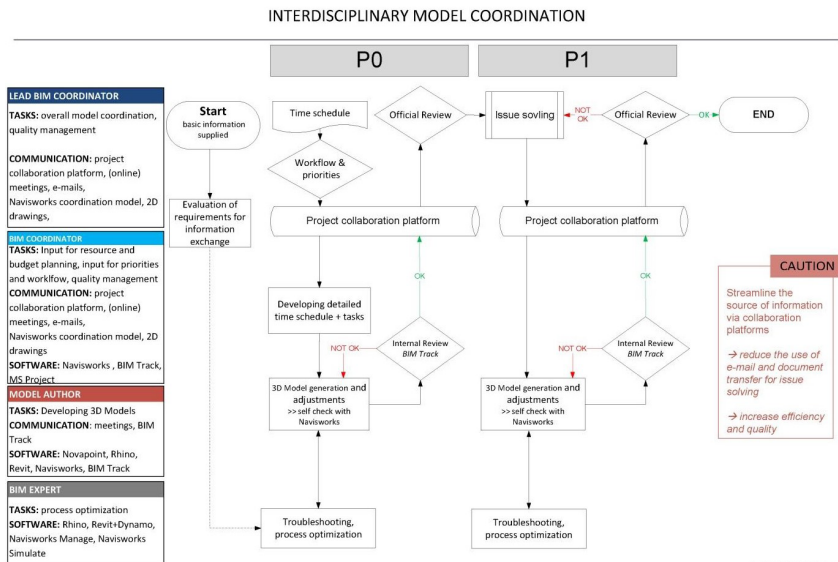 INTERDISCIPLINARY MODEL COORDINATION
P0
P1
LEAD BIM COORDINATOR
TASKS: overall model coordination,
quality management
COMMUNICATION: project
collaboration platform, (online)
meetings, e-mails,
Navisworks coordination model, 2D
drawings,
BIM COORDINATOR
TASKS: Input for resource and
budget planning, input for priorities
and worklfow, quality management
COMMUNICATION: project
collaboration platform, (online)
meetings, e-mails,
Navisworks coordination model, 2D
drawings
SOFTWARE: Navisworks , BIM Track,
MS Project
MODEL AUTHOR
TASKS: Developing 3D Models
COMMUNICATION: meetings, BIM
Track
SOFTWARE: Novapoint, Rhino,
Revit, Navisworks, BIM Track
BIM EXPERT
TASKS: process optimization
SOFTWARE: Rhino, Revit+Dynamo,
Navisworks Manage, Navisworks
Simulate
Start
basic information
supplied
Evaluation of
requirements for
information
exchange
Time schedule
Workflow &
priorities
Official Review
Project collaboration platform
OK
Developing detailed
time schedule + tasks
NOT OK
Internal Review
BIM Track
3D Model generation and
adjustments
>> self check with
Navisworks
Troubleshooting,
process optimization
Issue sovling
NOT
OK
Official Review
OK
END
Project collaboration platform
OK
NOT OK
Internal Review
BIM Track
3D Model generation and
adjustments
>> self check with
Navisworks
Troubleshooting,
process optimization
CAUTION
Streamline the
source of information
via collaboration
platforms
→ reduce the use of
e-mail and document
transfer for issue
solving
→ increase efficiency
and quality